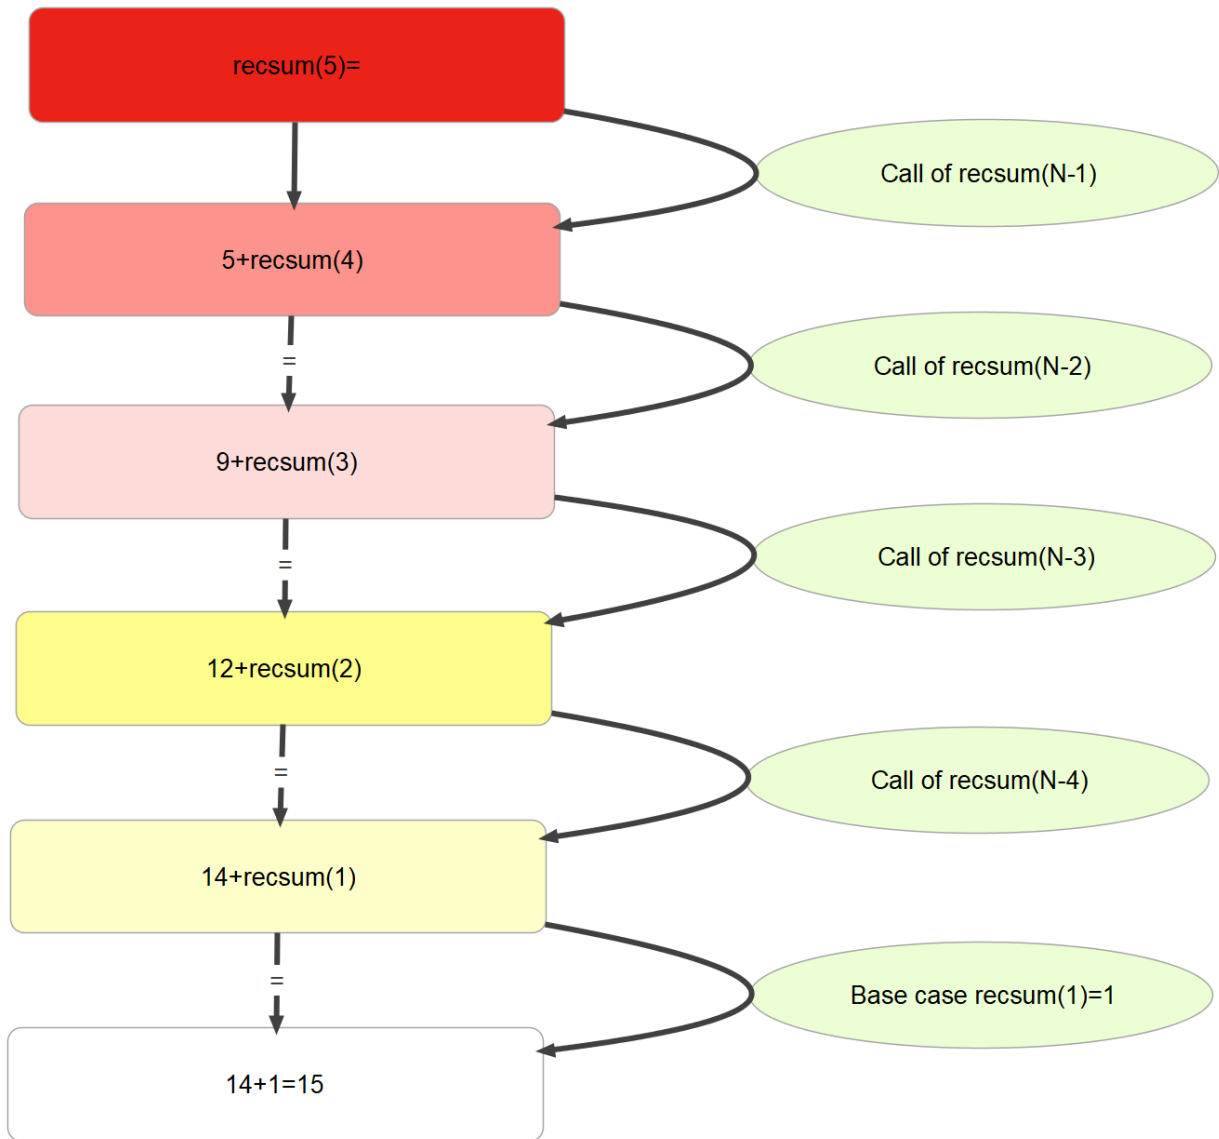 recsum(5)=
Call of recsum(N-1)
5+recsum(4)
=
Call of recsum(N-2)
9+recsum(3)
=
Call of recsum(N-3)
12+recsum(2)
=
Call of recsum(N-4)
14+recsum(1)
=
Base case recsum(1)=1
14+1=15